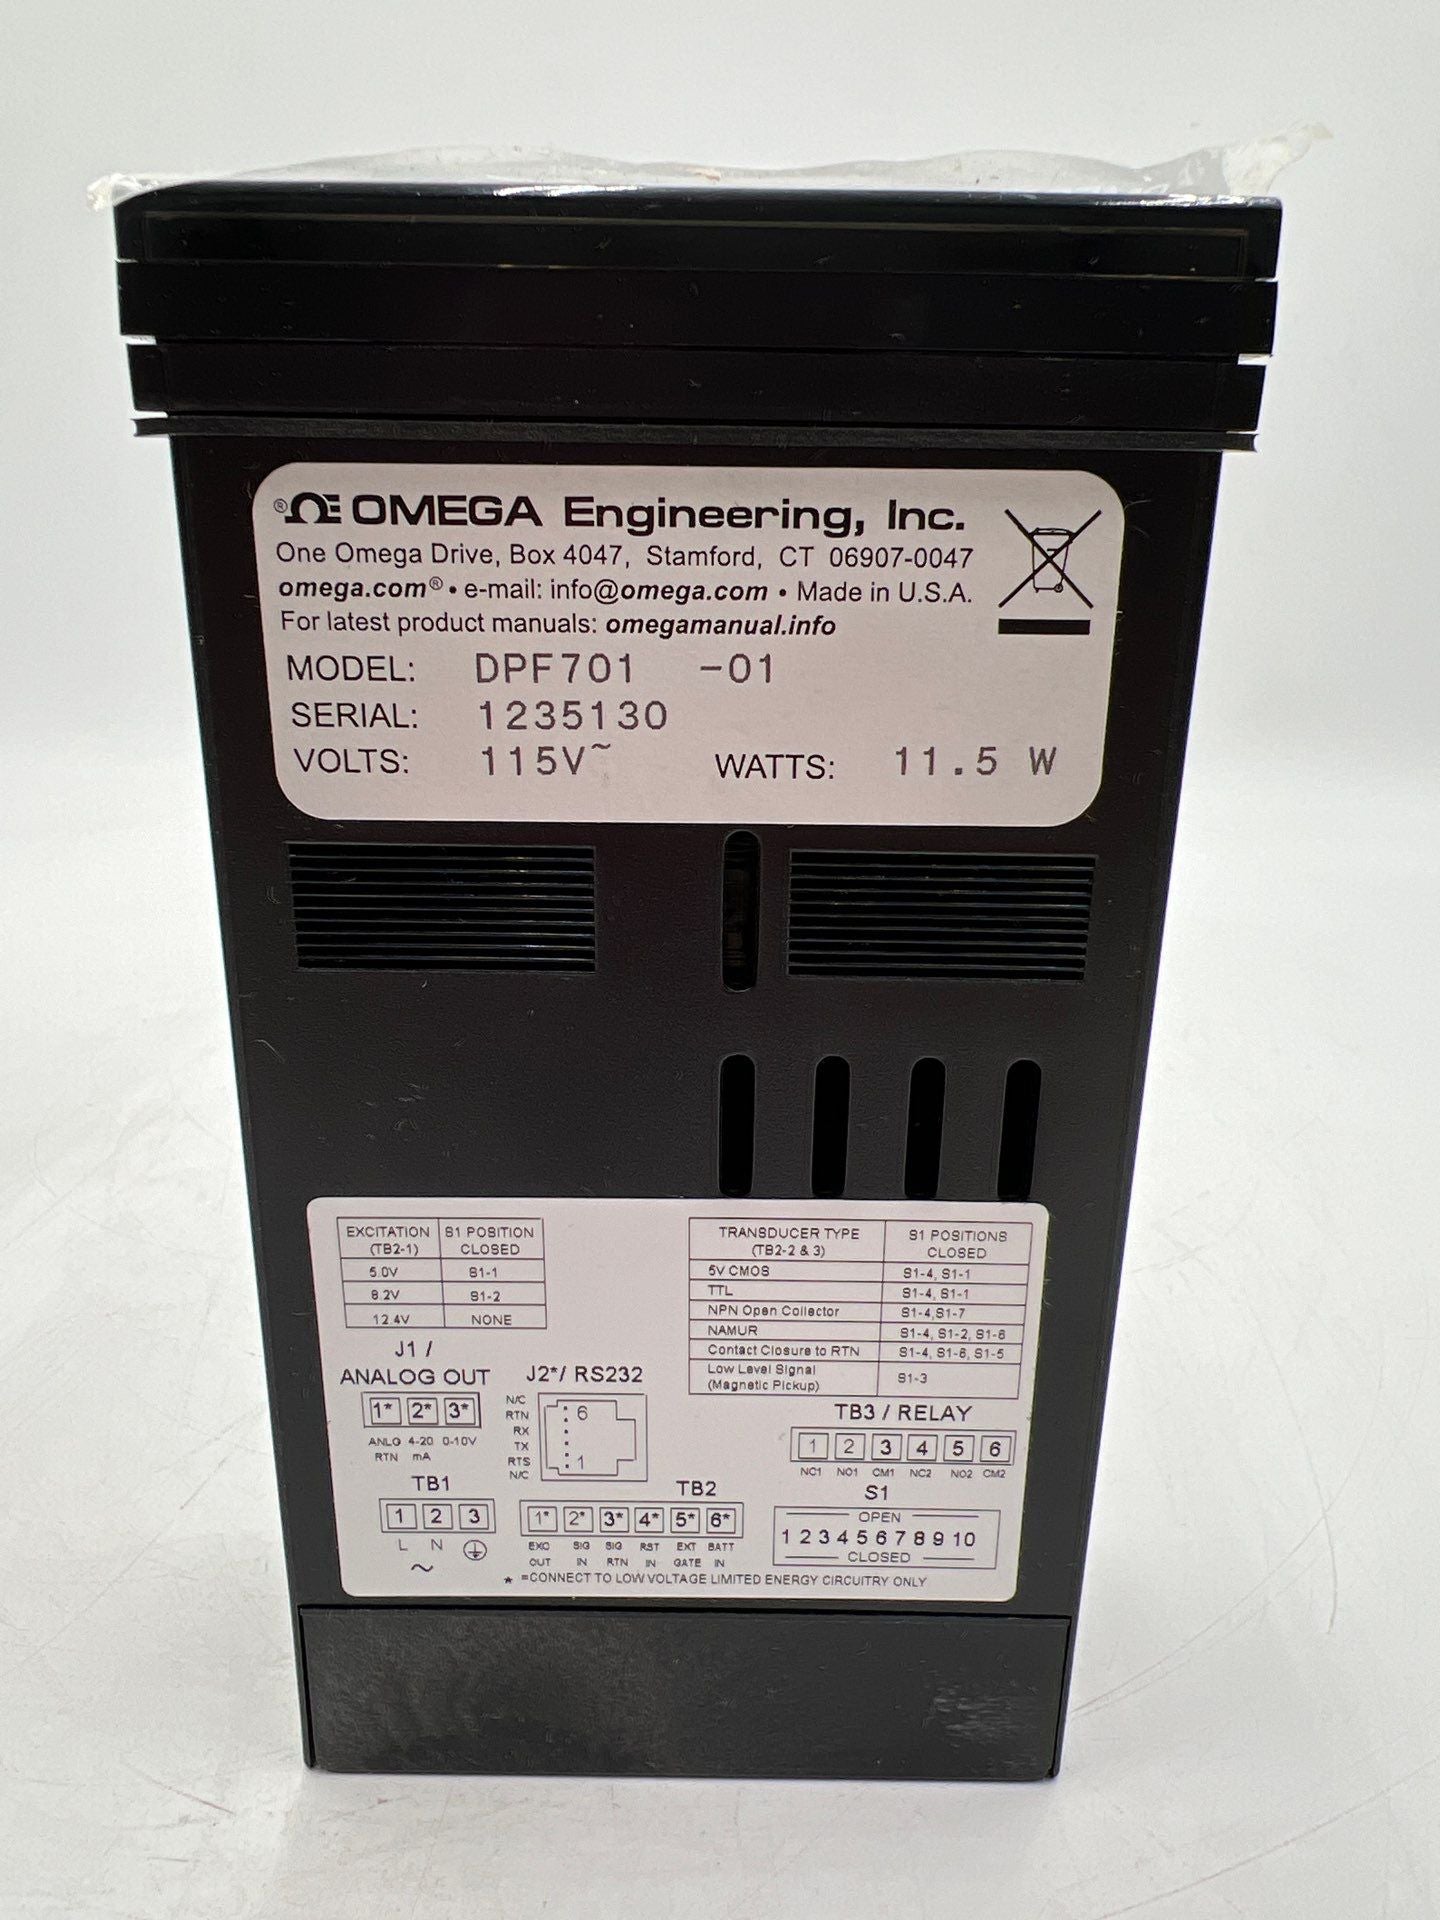 ® OMEGA Engineering, Inc.
One Omega Drive, Box 4047, Stamford, CT 06907-0047
omega.com® • e-mail: info@omega.com • Made in U.S.A.
For latest product manuals: omegamanual.info
MODEL: DPF701 -01
SERIAL: 1235130
VOLTS: 115V~ WATTS: 11.5 W
EXCITATION (TB2-1) S1 POSITION CLOSED
5.0V S1-1
8.2V S1-2
12.4V NONE
TRANSDUCER TYPE (TB2-2 & 3) S1 POSITIONS CLOSED
5V CMOS S1-4, S1-1
TTL S1-4, S1-1
NPN Open Collector S1-4,S1-7
NAMUR S1-4, S1-2, S1-6
Contact Closure to RTN S1-4, S1-6, S1-5
Low Level Signal (Magnetic Pickup) S1-3
J1 /
ANALOG OUT
1* 2* 3*
ANLG 4-20 0-10V
RTN mA
J2*/ RS232
N/C
RTN
RX
TX
RTS
N/C
6
1
TB3 / RELAY
1 2 3 4 5 6
NC1 NO1 CM1 NC2 NO2 CM2
TB1
1 2 3
L N
~
TB2
1* 2* 3* 4* 5* 6*
EXC SIG SIG RST EXT BATT
OUT IN RTN IN GATE IN
S1
OPEN
1 2 3 4 5 6 7 8 9 10
CLOSED
* =CONNECT TO LOW VOLTAGE LIMITED ENERGY CIRCUITRY ONLY